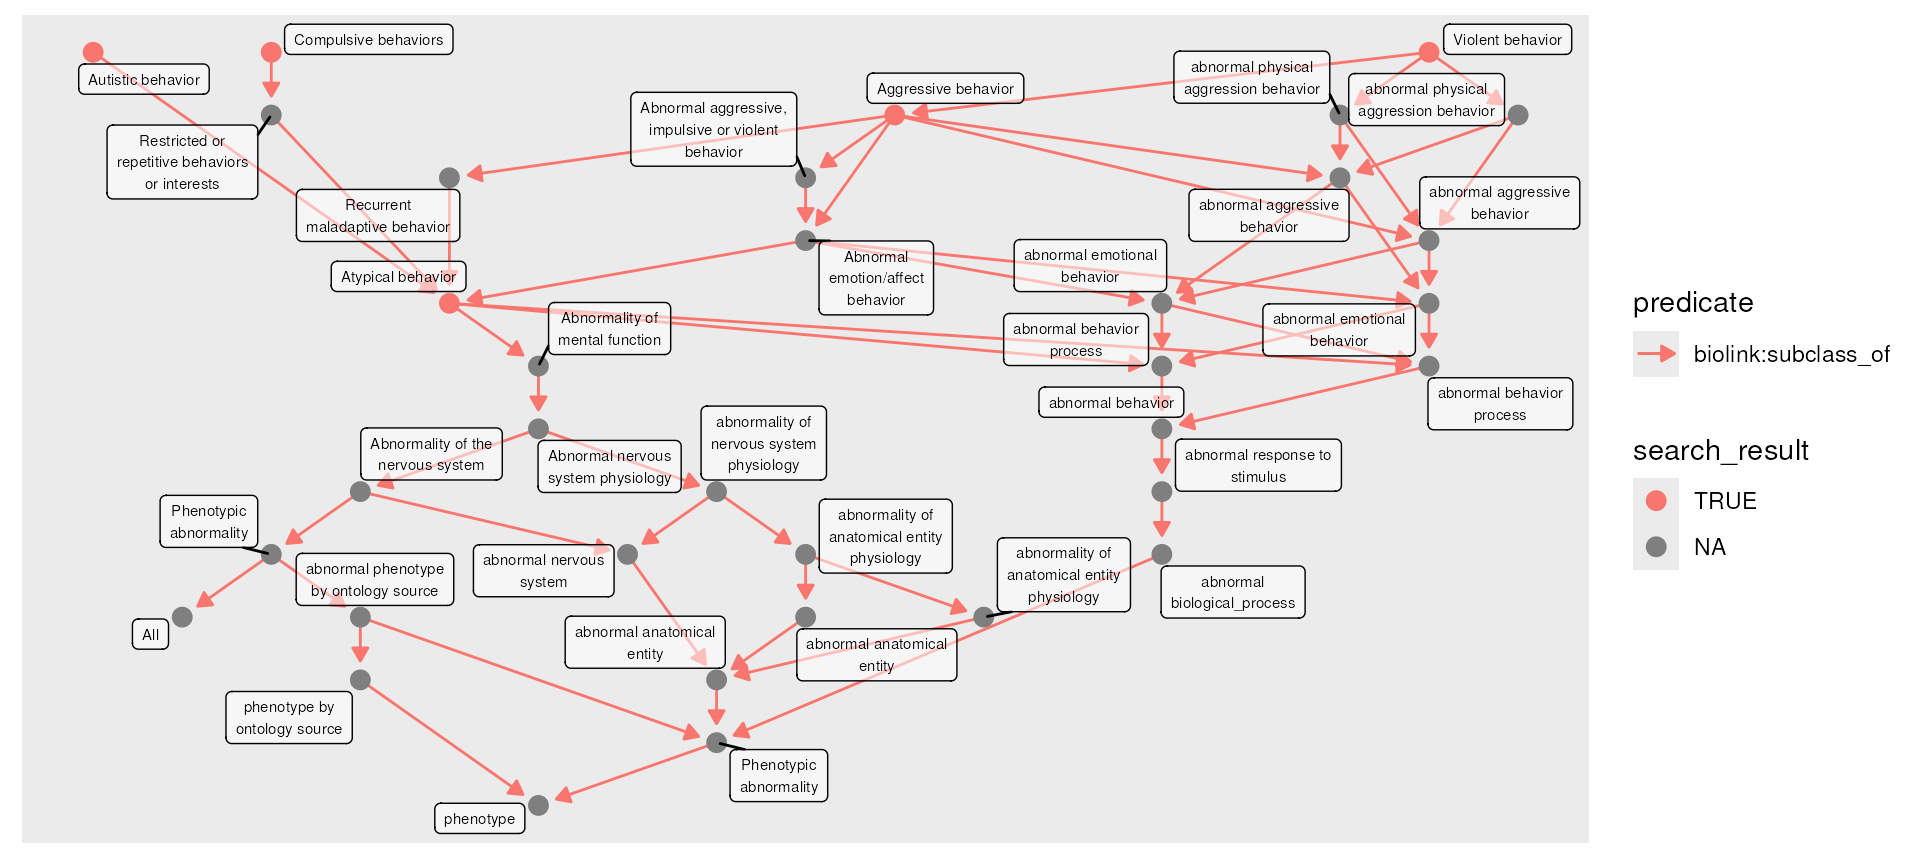 Compulsive behaviors
Violent behavior
Autistic behavior
abnormal physical
aggression behavior
Aggressive behavior
abnormal physical
aggression behavior
Abnormal aggressive,
impulsive or violent
behavior
Restricted or
repetitive behaviors
or interests
Recurrent
maladaptive behavior
abnormal aggressive
behavior
abnormal aggressive
behavior
Atypical behavior
Abnormal
emotion/affect
behavior
abnormal emotional
behavior
Abnormality of
mental function
abnormal behavior
process
abnormal emotional
behavior
abnormal behavior
abnormal behavior
process
Abnormality of the
nervous system
Abnormal nervous
system physiology
abnormality of
nervous system
physiology
abnormal response to
stimulus
Phenotypic
abnormality
abnormal phenotype
by ontology source
abnormal nervous
system
abnormality of
anatomical entity
physiology
abnormality of
anatomical entity
physiology
abnormal
biological_process
All
abnormal anatomical
entity
abnormal anatomical
entity
phenotype by
ontology source
Phenotypic
abnormality
phenotype
predicate
biolink:subclass_of
search_result
TRUE
NA